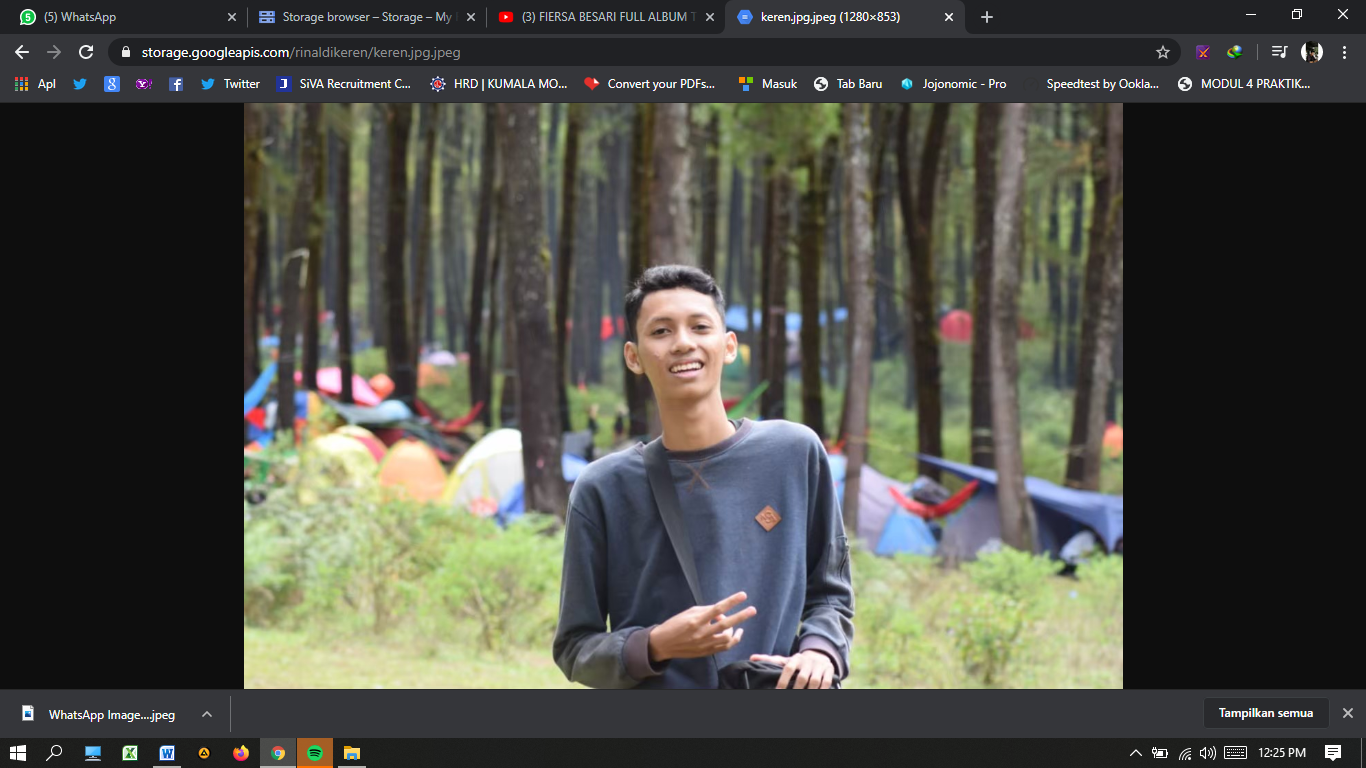 (5) WhatsApp
Storage browser – Storage – My
(3) FIERSA BESARI FULL ALBUM T
keren.jpg.jpeg (1280×853)
storage.googleapis.com/rinaldikeren/keren.jpg.jpeg
Apl
Twitter
SiVA Recruitment C...
HRD | KUMALA MO...
Convert your PDFs...
Masuk
Tab Baru
Jojonomic - Pro
Speedtest by Ookla...
MODUL 4 PRAKTIK...
WhatsApp Image....jpeg
Tampilkan semua
12:25 PM